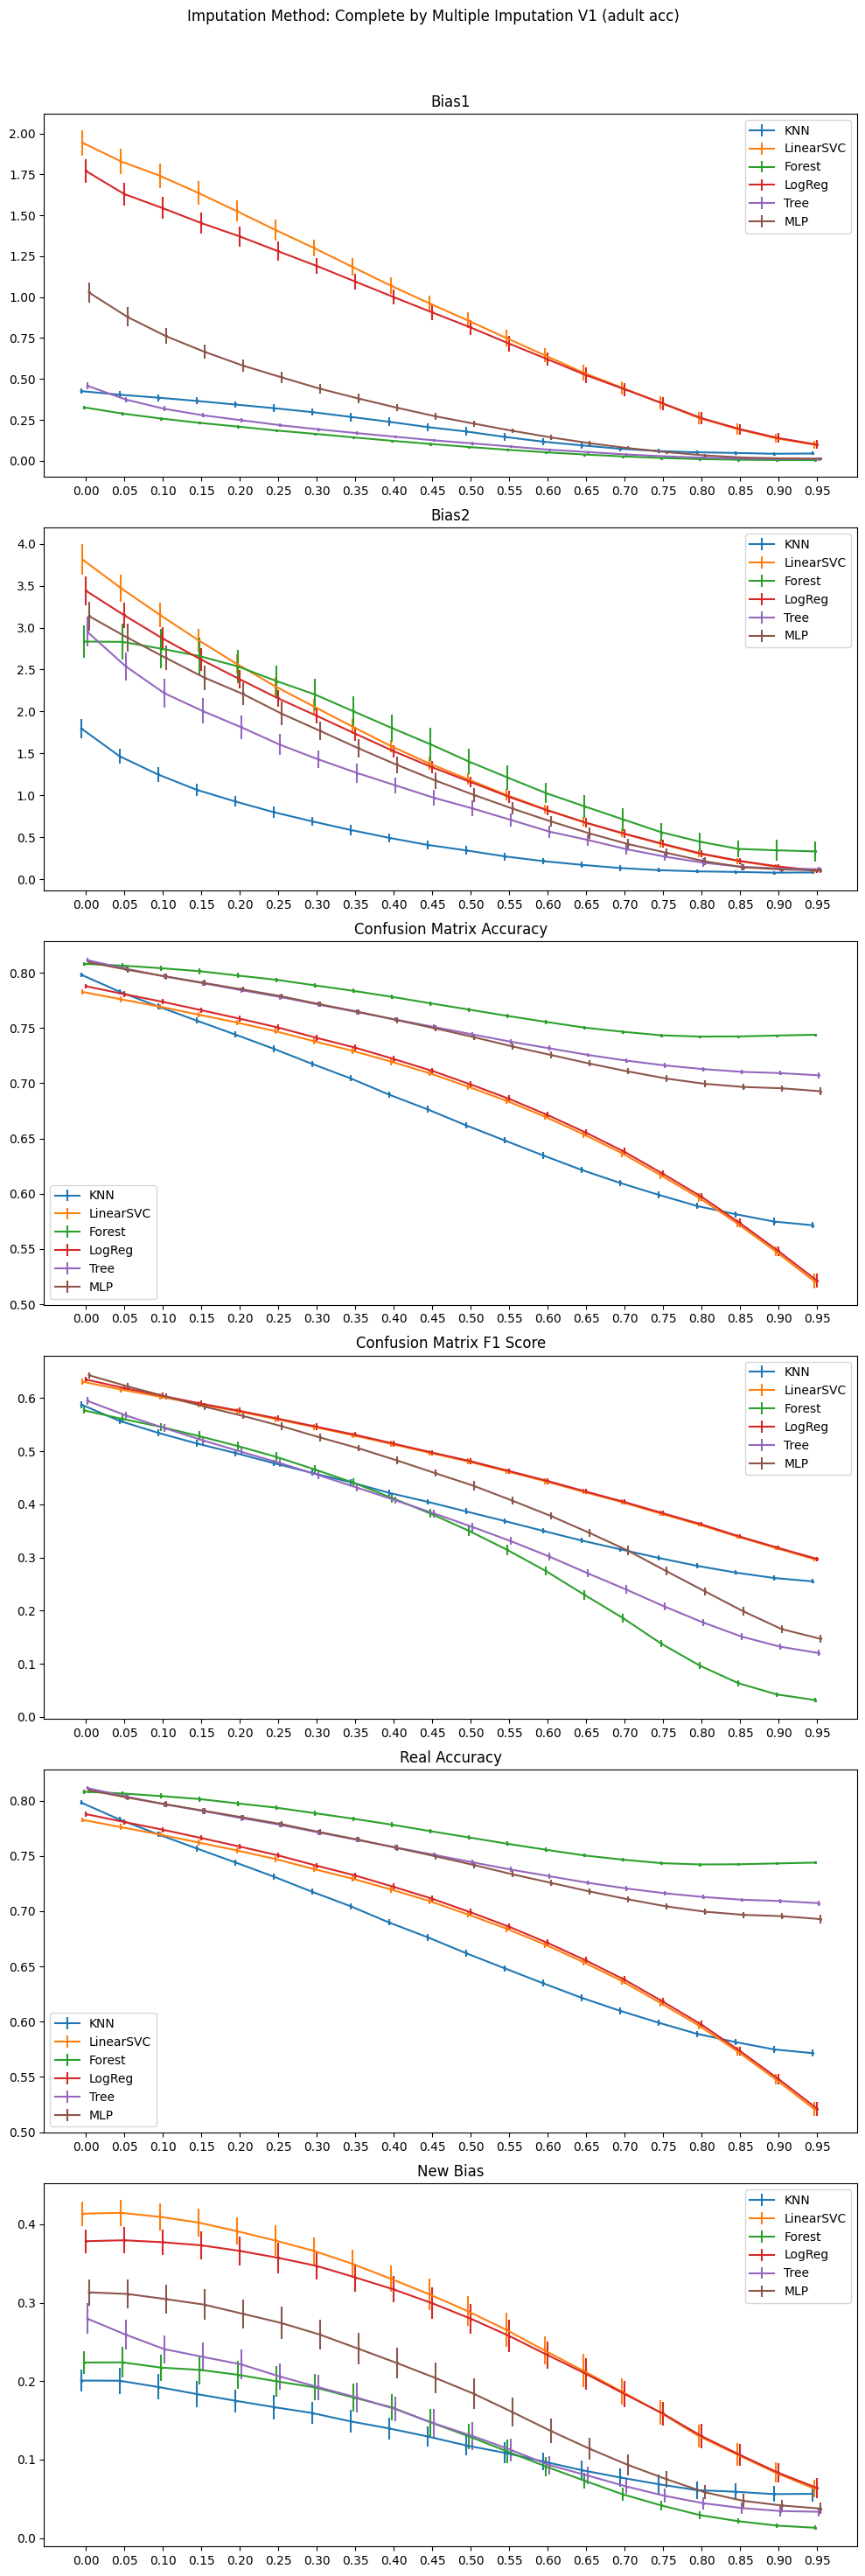 Imputation Method: Complete by Multiple Imputation V1 (adult acc)
Bias1
2.00
1.75
1.50
1.25
1.00
0.75
0.50
0.25
0.00
KNN
LinearSVC
Forest
LogReg
Tree
MLP
0.00 0.05 0.10 0.15 0.20 0.25 0.30 0.35 0.40 0.45 0.50 0.55 0.60 0.65 0.70 0.75 0.80 0.85 0.90 0.95
Bias2
4.0
3.5
3.0
2.5
2.0
1.5
1.0
0.5
0.0
KNN
LinearSVC
Forest
LogReg
Tree
MLP
0.00 0.05 0.10 0.15 0.20 0.25 0.30 0.35 0.40 0.45 0.50 0.55 0.60 0.65 0.70 0.75 0.80 0.85 0.90 0.95
Confusion Matrix Accuracy
0.80
0.75
0.70
0.65
0.60
0.55
0.50
KNN
LinearSVC
Forest
LogReg
Tree
MLP
0.00 0.05 0.10 0.15 0.20 0.25 0.30 0.35 0.40 0.45 0.50 0.55 0.60 0.65 0.70 0.75 0.80 0.85 0.90 0.95
Confusion Matrix F1 Score
0.6
0.5
0.4
0.3
0.2
0.1
0.0
KNN
LinearSVC
Forest
LogReg
Tree
MLP
0.00 0.05 0.10 0.15 0.20 0.25 0.30 0.35 0.40 0.45 0.50 0.55 0.60 0.65 0.70 0.75 0.80 0.85 0.90 0.95
Real Accuracy
0.80
0.75
0.70
0.65
0.60
0.55
0.50
KNN
LinearSVC
Forest
LogReg
Tree
MLP
0.00 0.05 0.10 0.15 0.20 0.25 0.30 0.35 0.40 0.45 0.50 0.55 0.60 0.65 0.70 0.75 0.80 0.85 0.90 0.95
New Bias
0.4
0.3
0.2
0.1
0.0
KNN
LinearSVC
Forest
LogReg
Tree
MLP
0.00 0.05 0.10 0.15 0.20 0.25 0.30 0.35 0.40 0.45 0.50 0.55 0.60 0.65 0.70 0.75 0.80 0.85 0.90 0.95